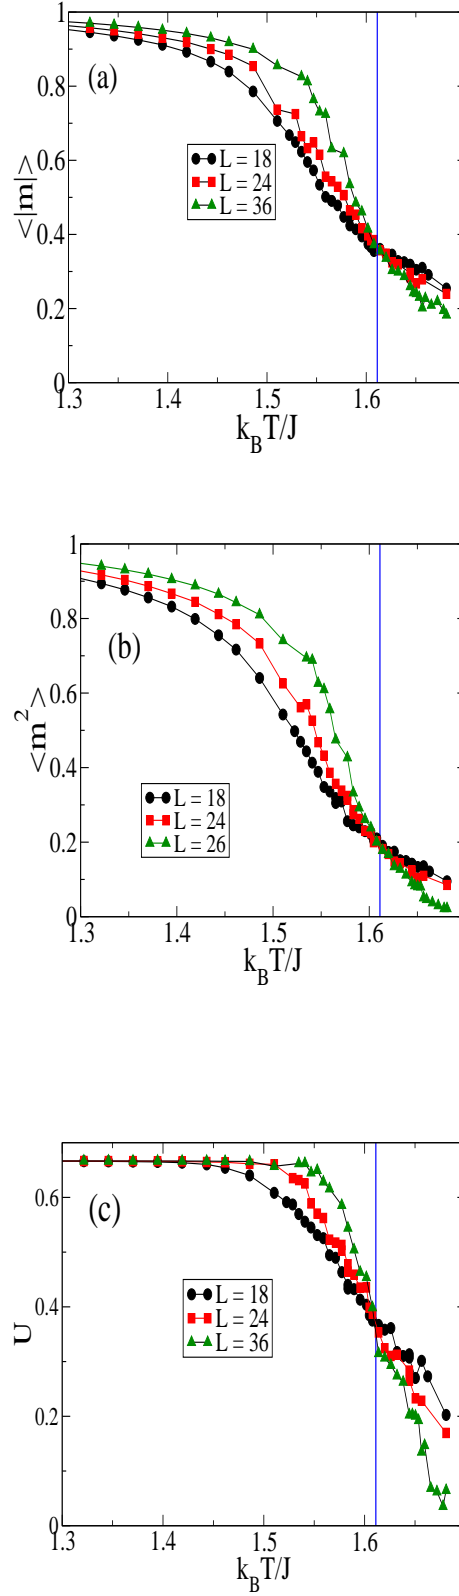 1
0.8
0.6
0.4
0.2
0
<|m|>
(a)
L = 18
L = 24
L = 36
1.3
1.4
1.5
1.6
k_B T/J
1
0.8
0.6
0.4
0.2
0
<m^2>
(b)
L = 18
L = 24
L = 26
1.3
1.4
1.5
1.6
k_B T/J
0.6
0.4
0.2
0
U
(c)
L = 18
L = 24
L = 36
1.3
1.4
1.5
1.6
k_B T/J